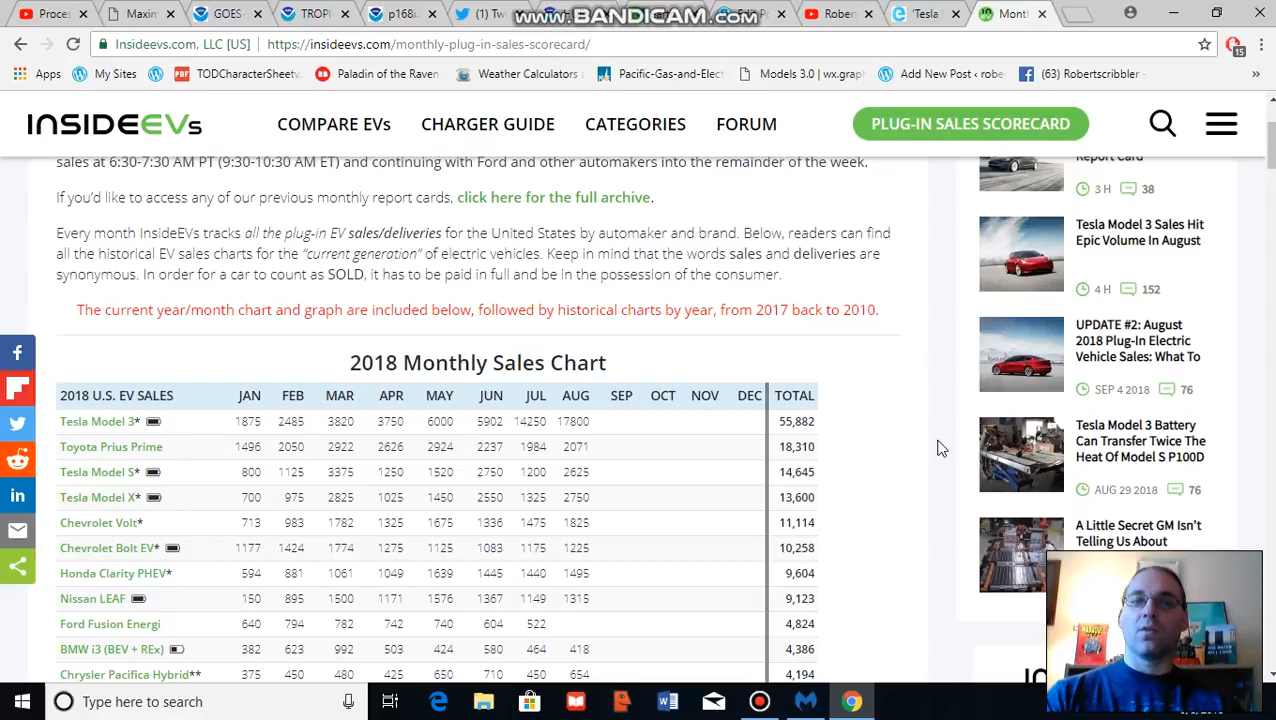 Process
Maxim
GOES-
TROPI
p168i
(1) Tw
www.BANDICAM.com
Rober
'Tesla
Month
Insideevs.com, LLC [US]
https://insideevs.com/monthly-plug-in-sales-scorecard/
15
Apps
My Sites
TODCharacterSheetv
Paladin of the Raven
Weather Calculators
Pacific-Gas-and-Elect
Models 3.0 | wx.grap
Add New Post ‹ robe
(63) Robertscribbler -
»
INSIDEEVs
COMPARE EVs
CHARGER GUIDE
CATEGORIES
FORUM
PLUG-IN SALES SCORECARD
sales at 6:30-7:30 AM PT (9:30-10:30 AM ET) and continuing with Ford and other automakers into the remainder of the week.
If you'd like to access any of our previous monthly report cards, click here for the full archive.
Every month InsideEVs tracks all the plug-in EV sales/deliveries for the United States by automaker and brand. Below, readers can find
all the historical EV sales charts for the "current generation" of electric vehicles. Keep in mind that the words sales and deliveries are
synonymous. In order for a car to count as SOLD, it has to be paid in full and be in the possession of the consumer.
The current year/month chart and graph are included below, followed by historical charts by year, from 2017 back to 2010.
2018 Monthly Sales Chart
2018 U.S. EV SALES JAN FEB MAR APR MAY JUN JUL AUG SEP OCT NOV DEC TOTAL
Tesla Model 3* 1875 2485 3820 3750 6000 5902 14250 17800 55,882
Toyota Prius Prime 1496 2050 2922 2626 2924 2237 1984 2071 18,310
Tesla Model S* 800 1125 3375 1250 1520 2750 1200 2625 14,645
Tesla Model X* 700 975 2825 1025 1450 2550 1325 2750 13,600
Chevrolet Volt* 713 983 1782 1325 1675 1336 1475 1825 11,114
Chevrolet Bolt EV* 1177 1424 1774 1275 1125 1083 1175 1225 10,258
Honda Clarity PHEV* 594 881 1061 1049 1639 1445 1440 1495 9,604
Nissan LEAF 150 895 1500 1171 1576 1367 1149 1315 9,123
Ford Fusion Energi 640 794 782 742 740 604 522 4,824
BMW i3 (BEV + REx) 382 623 992 503 424 580 464 418 4,386
Chrysler Pacifica Hybrid** 375 450 480 425 650 710 450 654 4,194
Report Card
3 H 38
Tesla Model 3 Sales Hit
Epic Volume In August
4 H 152
UPDATE #2: August
2018 Plug-In Electric
Vehicle Sales: What To
SEP 4 2018 76
Tesla Model 3 Battery
Can Transfer Twice The
Heat Of Model S P100D
AUG 29 2018 76
A Little Secret GM Isn't
Telling Us About
Type here to search